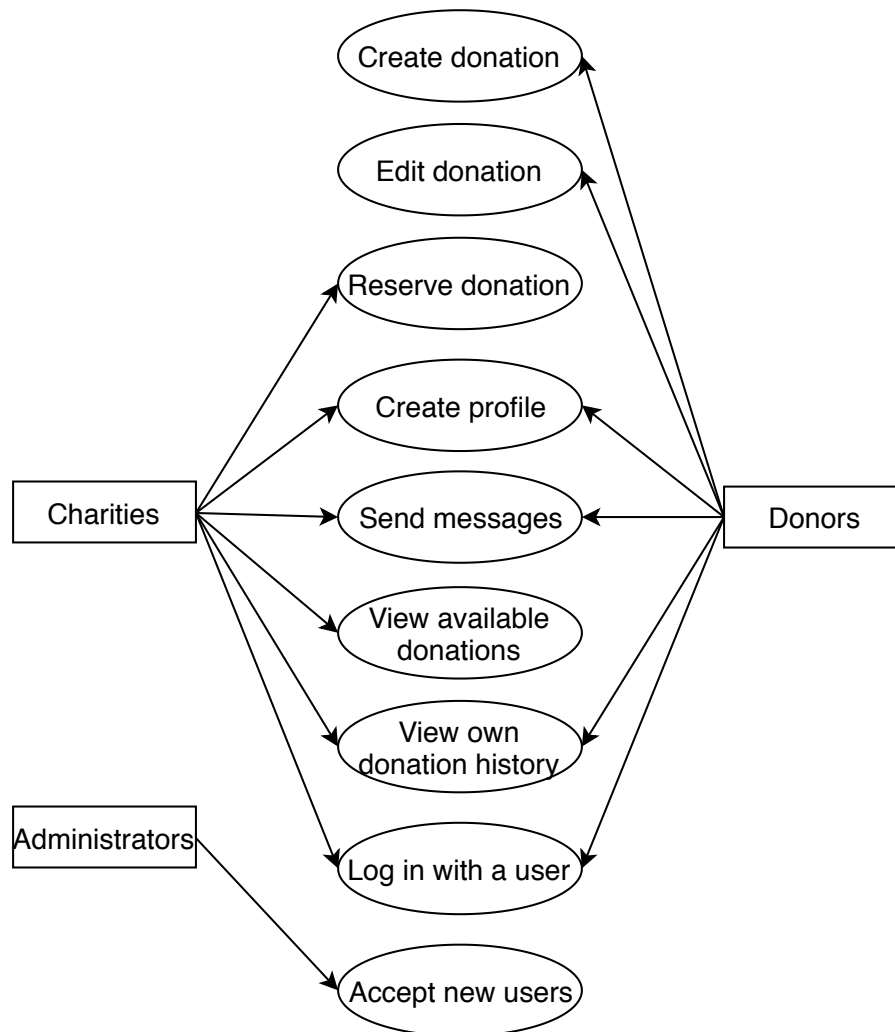 Create donation
Edit donation
Reserve donation
Create profile
Charities
Send messages
Donors
View available
donations
View own
donation history
Administrators
Log in with a user
Accept new users